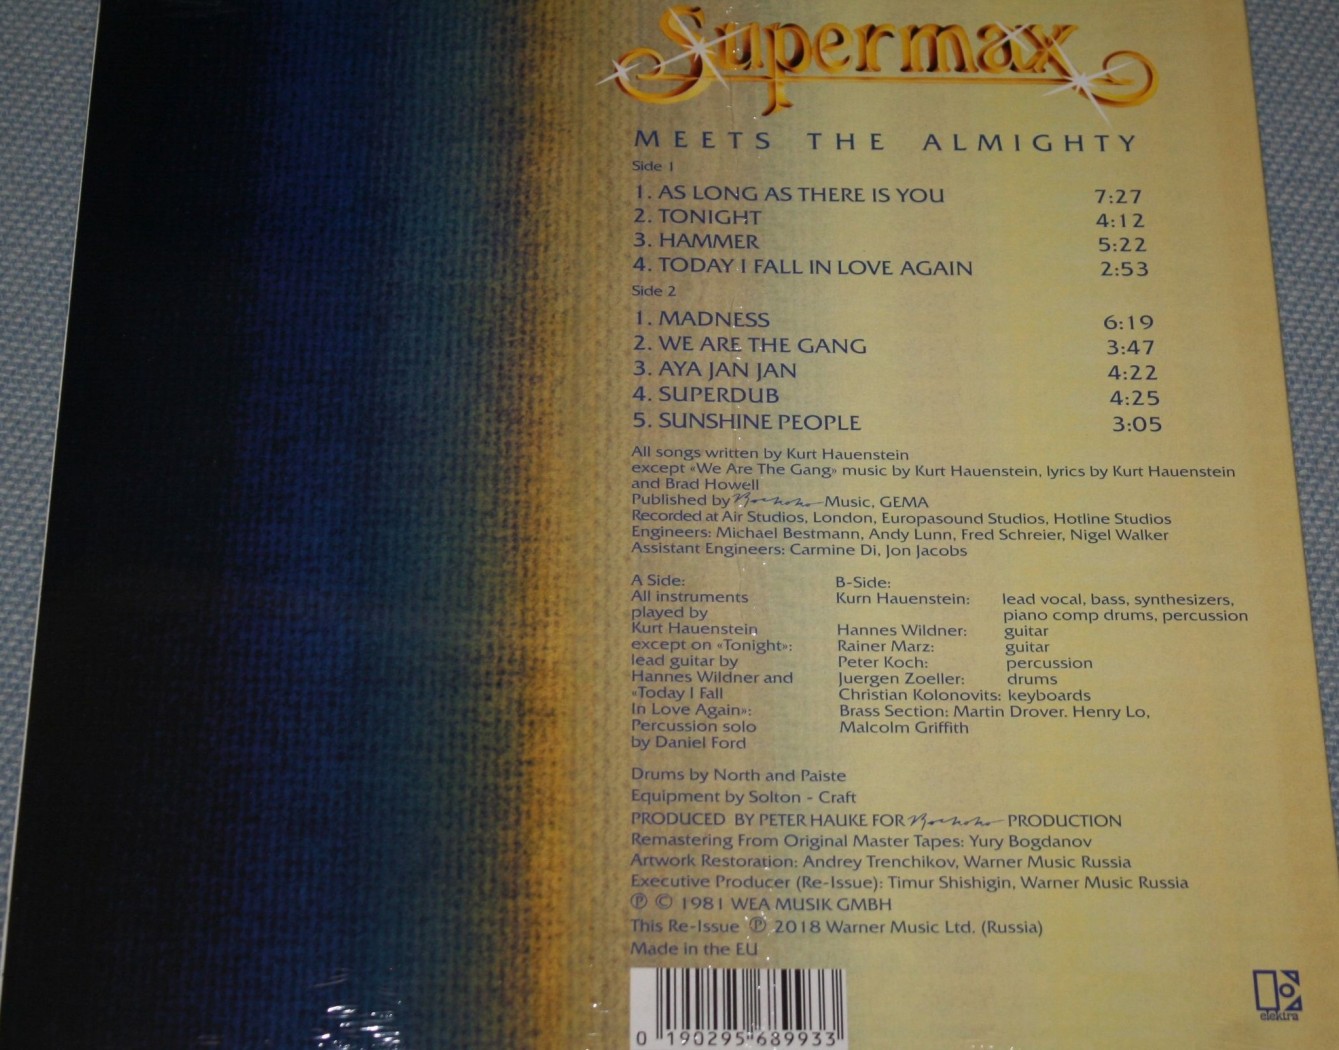 Supermax
MEETS THE ALMIGHTY
Side 1
1. AS LONG AS THERE IS YOU 7:27
2. TONIGHT 4:12
3. HAMMER 5:22
4. TODAY I FALL IN LOVE AGAIN 2:53
Side 2
1. MADNESS 6:19
2. WE ARE THE GANG 3:47
3. AYA JAN JAN 4:22
4. SUPERDUB 4:25
5. SUNSHINE PEOPLE 3:05
All songs written by Kurt Hauenstein
except «We Are The Gang» music by Kurt Hauenstein, lyrics by Kurt Hauenstein
and Brad Howell
Published by Music, GEMA
Recorded at Air Studios, London, Europasound Studios, Hotline Studios
Engineers: Michael Bestmann, Andy Lunn, Fred Schreier, Nigel Walker
Assistant Engineers: Carmine Di, Jon Jacobs
A Side:
All instruments
played by
Kurt Hauenstein
except on «Tonight»:
lead guitar by
Hannes Wildner and
«Today I Fall
In Love Again»:
Percussion solo
by Daniel Ford
B-Side:
Kurn Hauenstein: lead vocal, bass, synthesizers,
piano comp drums, percussion
Hannes Wildner: guitar
Rainer Marz: guitar
Peter Koch: percussion
Juergen Zoeller: drums
Christian Kolonovits: keyboards
Brass Section: Martin Drover. Henry Lo,
Malcolm Griffith
Drums by North and Paiste
Equipment by Solton - Craft
PRODUCED BY PETER HAUKE FOR PRODUCTION
Remastering From Original Master Tapes: Yury Bogdanov
Artwork Restoration: Andrey Trenchikov, Warner Music Russia
Executive Producer (Re-Issue): Timur Shishigin, Warner Music Russia
℗ © 1981 WEA MUSIK GMBH
This Re-Issue ℗ 2018 Warner Music Ltd. (Russia)
Made in the EU
0 190295 689933
elektra